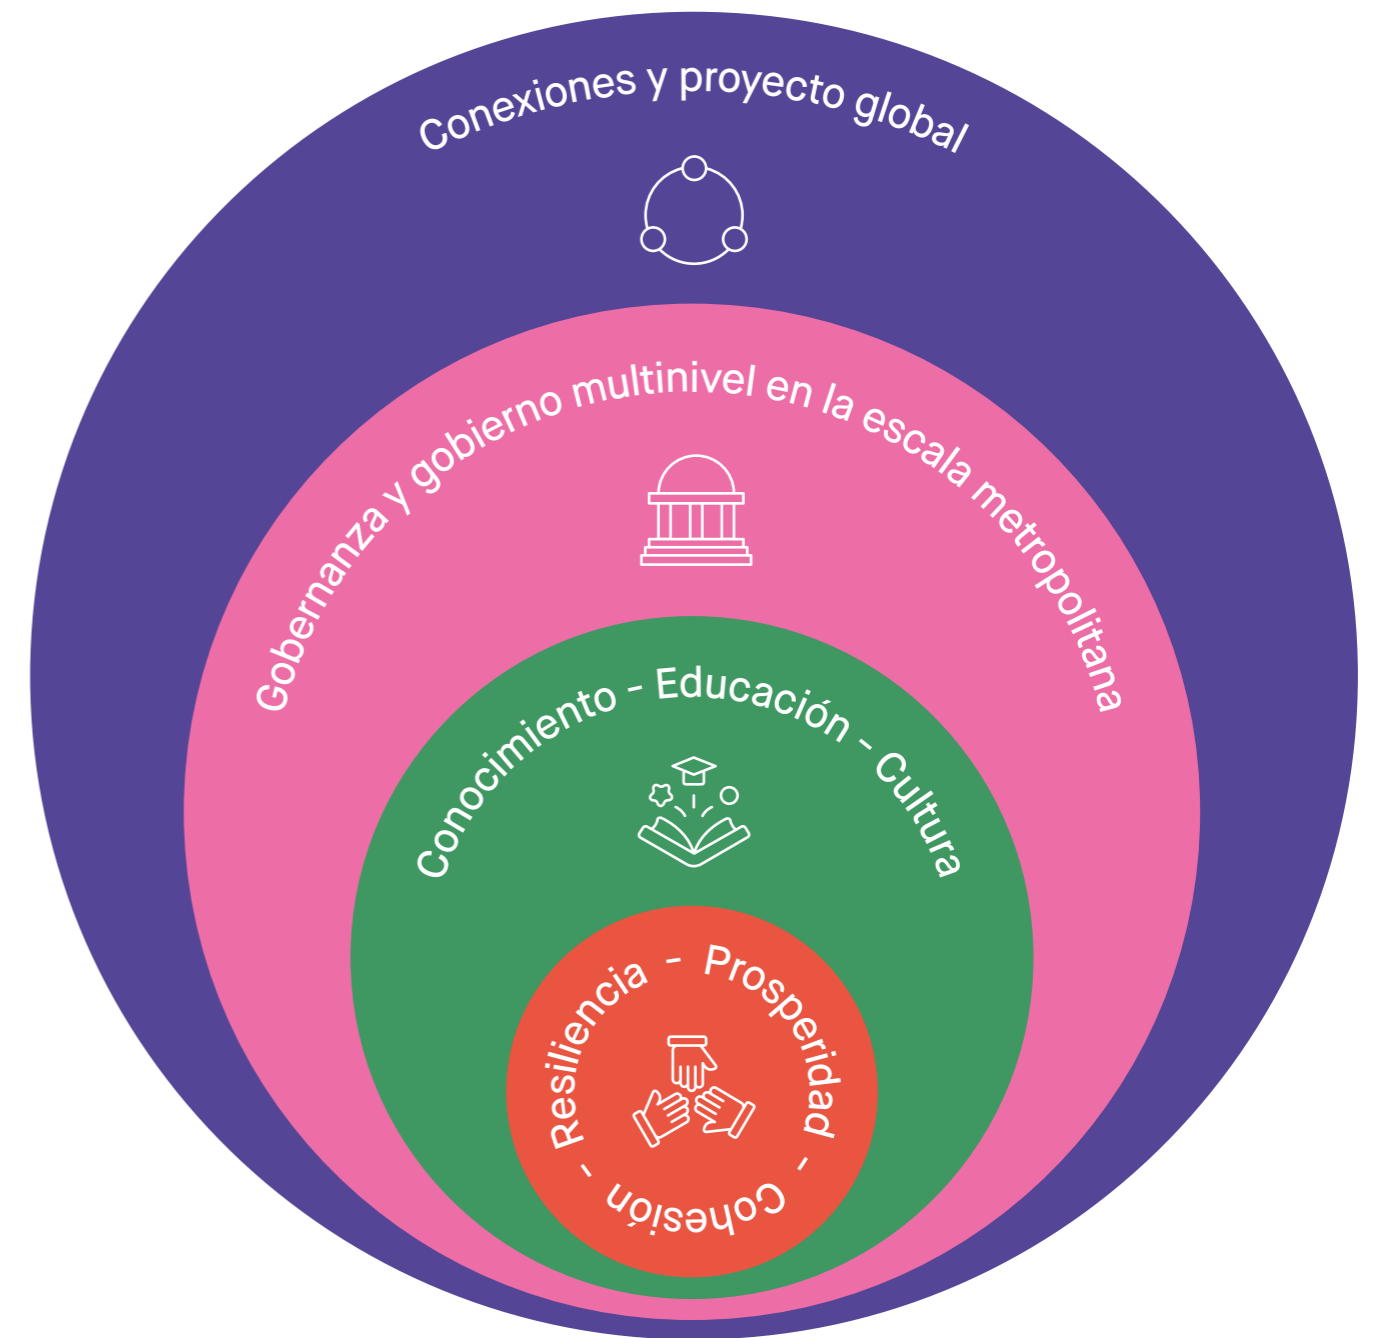 Conexiones y proyecto global
Gobernanza y gobierno multinivel en la escala metropolitana
Conocimiento - Educación - Cultura
Resiliencia - Prosperidad - Cohesión -